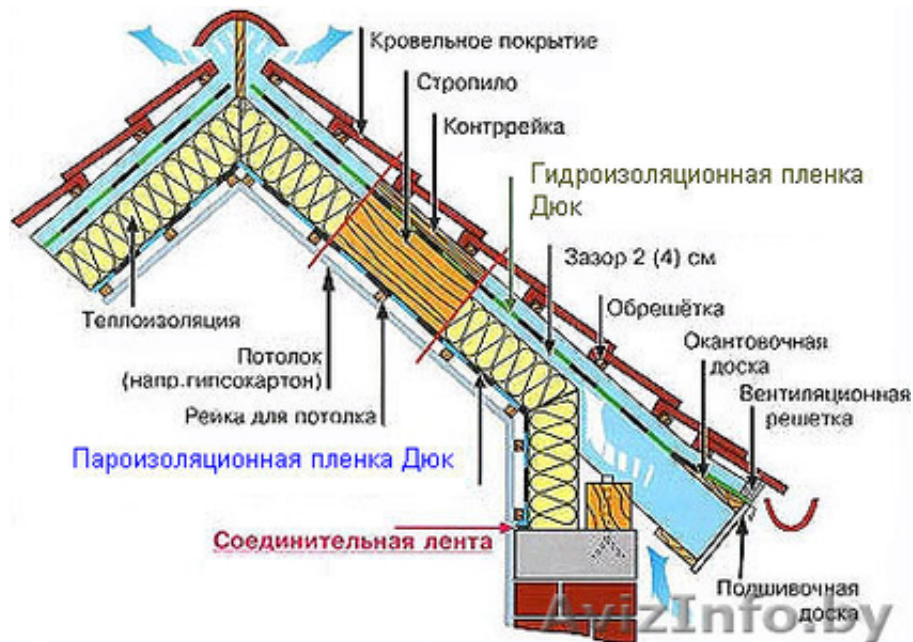 Кровельное покрытие
Стропило
Контррейка
Гидроизоляционная пленка
Дюк
Зазор 2 (4) см
Обрешётка
Окантовочная
доска
Вентиляционная
решетка
Теплоизоляция
Потолок
(напр.гипсокартон)
Рейка для потолка
Пароизоляционная пленка Дюк
Соединительная лента
Подшивочная
доска
AvizInfo.by